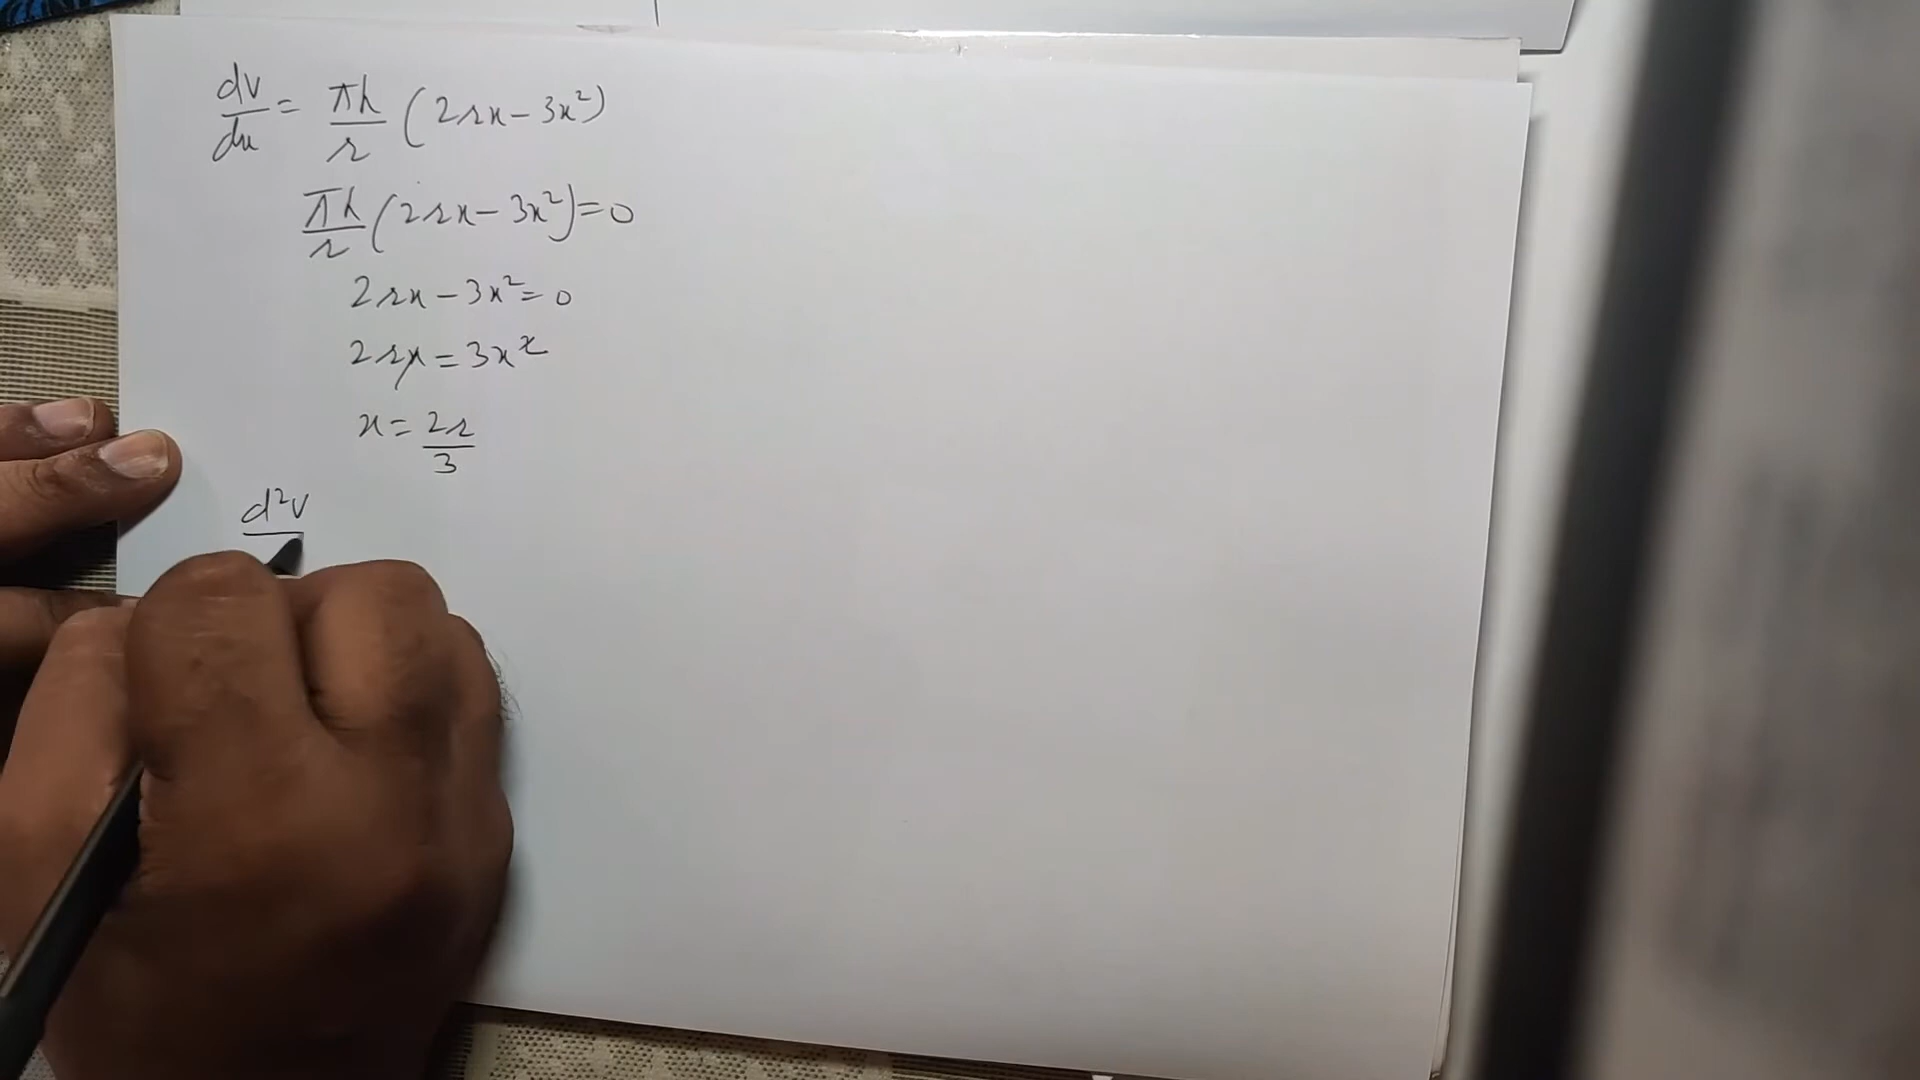 dv/dx = πh/r (2rx - 3x²)
πh/r (2rx - 3x²) = 0
2rx - 3x² = 0
2rx = 3x²
x = 2r/3
d²v